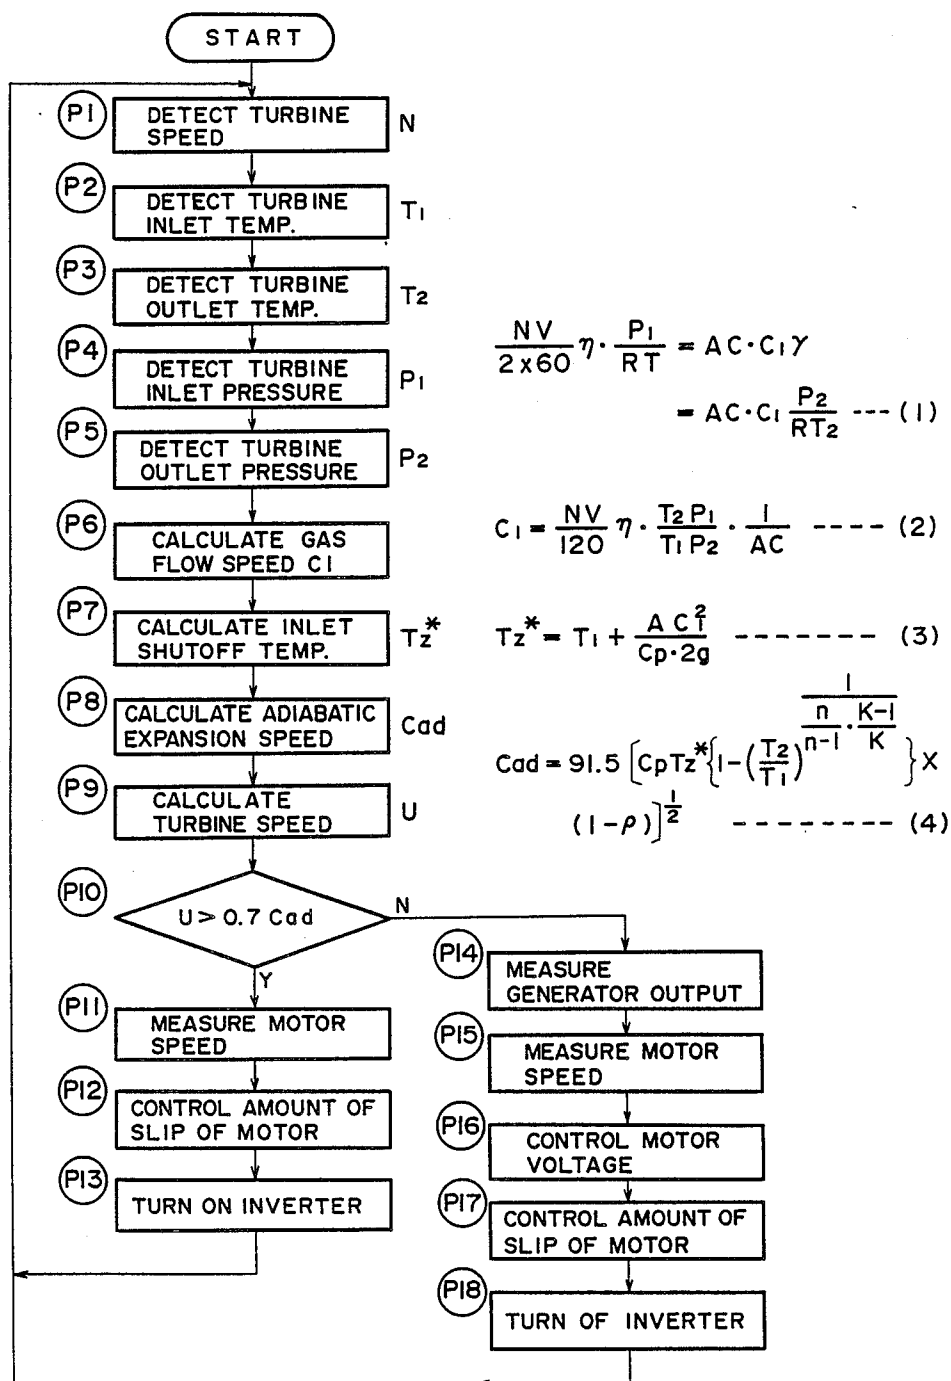 START
P1
DETECT TURBINE
SPEED
N
P2
DETECT TURBINE
INLET TEMP.
T1
P3
DETECT TURBINE
OUTLET TEMP.
T2
P4
DETECT TURBINE
INLET PRESSURE
P1
P5
DETECT TURBINE
OUTLET PRESSURE
P2
P6
CALCULATE GAS
FLOW SPEED C1
P7
CALCULATE INLET
SHUTOFF TEMP.
Tz*
P8
CALCULATE ADIABATIC
EXPANSION SPEED
Cad
P9
CALCULATE
TURBINE SPEED
U
P10
U > 0.7 Cad
N
Y
P11
MEASURE MOTOR
SPEED
P12
CONTROL AMOUNT OF
SLIP OF MOTOR
P13
TURN ON INVERTER
P14
MEASURE
GENERATOR OUTPUT
P15
MEASURE MOTOR
SPEED
P16
CONTROL MOTOR
VOLTAGE
P17
CONTROL AMOUNT OF
SLIP OF MOTOR
P18
TURN OF INVERTER
NV/2x60 η · P1/RT = AC · C1γ
= AC · C1 P2/RT2 --- (1)
C1 = NV/120 η · T2P1/T1P2 · 1/AC ---- (2)
Tz* = T1 + AC1²/Cp·2g ------- (3)
Cad = 91.5 [CpTz*{1-(T2/T1)^(1/(n/(n-1) · (K-1)/K))} X
(1-ρ)]^(1/2) -------- (4)